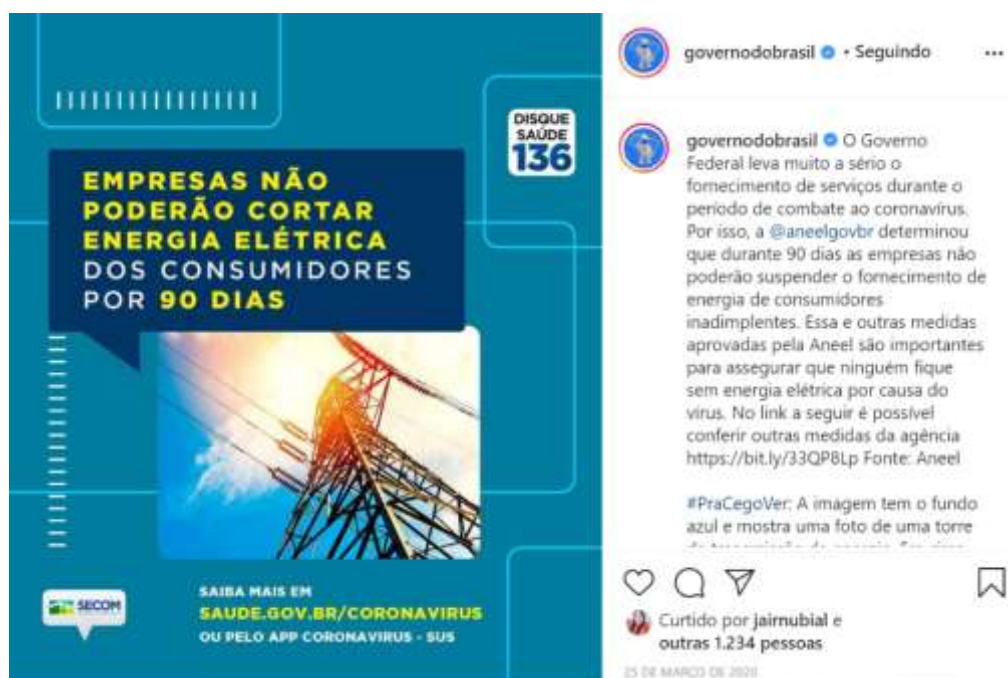 DISQUE
SAÚDE
136
EMPRESAS NÃO
PODERÃO CORTAR
ENERGIA ELÉTRICA
DOS CONSUMIDORES
POR 90 DIAS
SECOM
SAIBA MAIS EM
SAUDE.GOV.BR/CORONAVIRUS
OU PELO APP CORONAVIRUS - SUS
governodobrasil • Seguindo
governodobrasil O Governo
Federal leva muito a sério o
fornecimento de serviços durante o
período de combate ao coronavírus.
Por isso, a @aneelgovbr determinou
que durante 90 dias as empresas não
poderão suspender o fornecimento de
energia de consumidores
inadimplentes. Essa e outras medidas
aprovadas pela Aneel são importantes
para assegurar que ninguém fique
sem energia elétrica por causa do
vírus. No link a seguir é possível
conferir outras medidas da agência
https://bit.ly/33QP8Lp Fonte: Aneel
#PraCegoVer: A imagem tem o fundo
azul e mostra uma foto de uma torre
Curtido por jairnubial e
outras 1.234 pessoas
25 DE MARÇO DE 2020